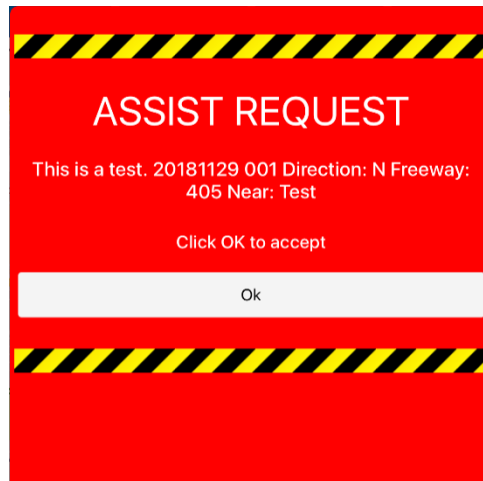 ASSIST REQUEST
This is a test. 20181129 001 Direction: N Freeway:
405 Near: Test
Click OK to accept
Ok